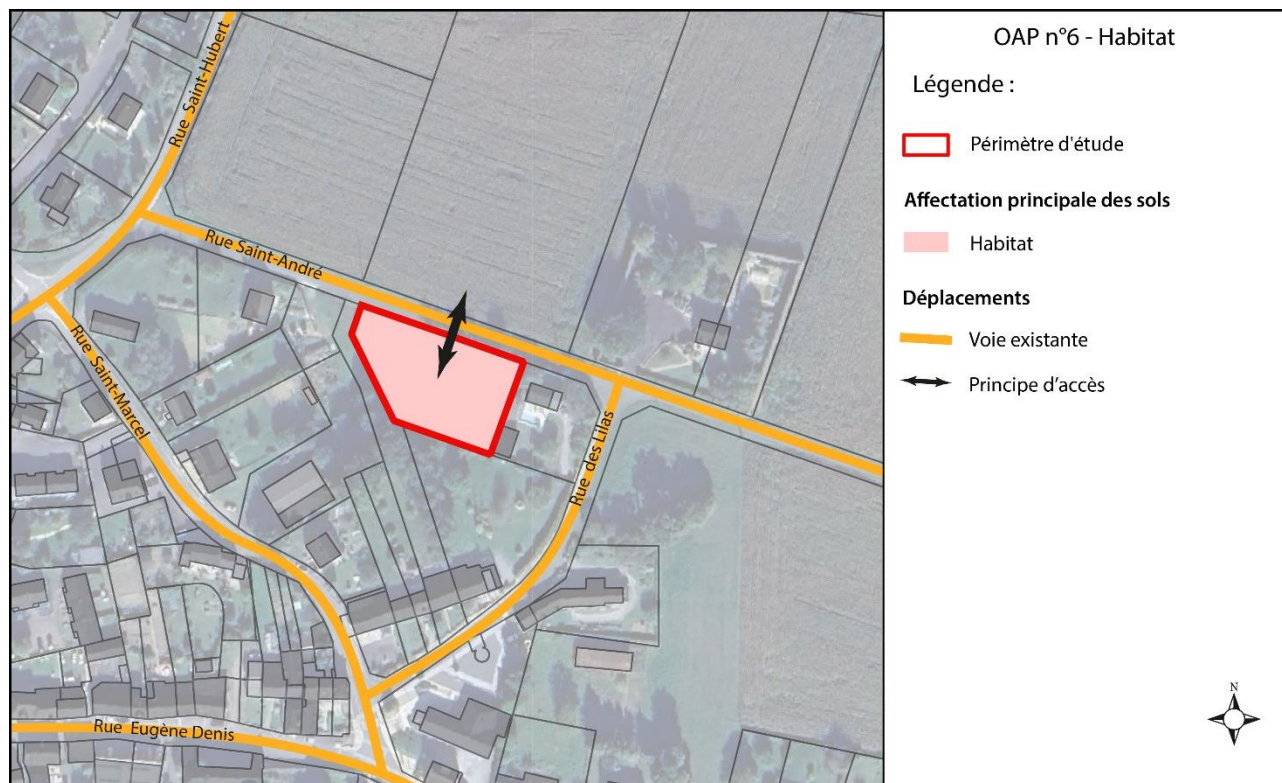 Rue Saint-Hubert
Rue Saint-André
Rue Saint-Marcel
Rue des Lilas
Rue Eugène Denis
OAP n°6 - Habitat
Légende :
Périmètre d'étude
Affectation principale des sols
Habitat
Déplacements
Voie existante
Principe d'accès
N